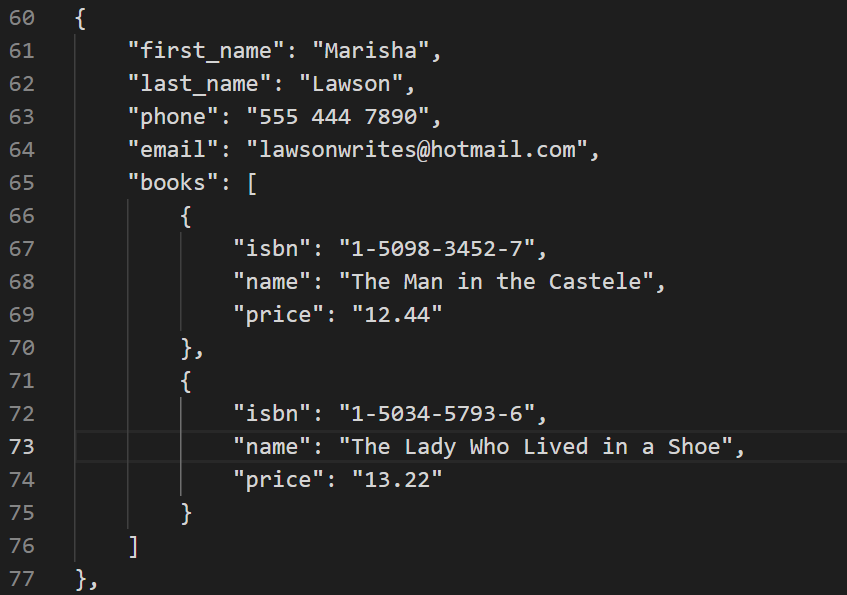 60 {
61     "first_name": "Marisha",
62     "last_name": "Lawson",
63     "phone": "555 444 7890",
64     "email": "lawsonwrites@hotmail.com",
65     "books": [
66         {
67             "isbn": "1-5098-3452-7",
68             "name": "The Man in the Castele",
69             "price": "12.44"
70         },
71         {
72             "isbn": "1-5034-5793-6",
73             "name": "The Lady Who Lived in a Shoe",
74             "price": "13.22"
75         }
76     ]
77 },